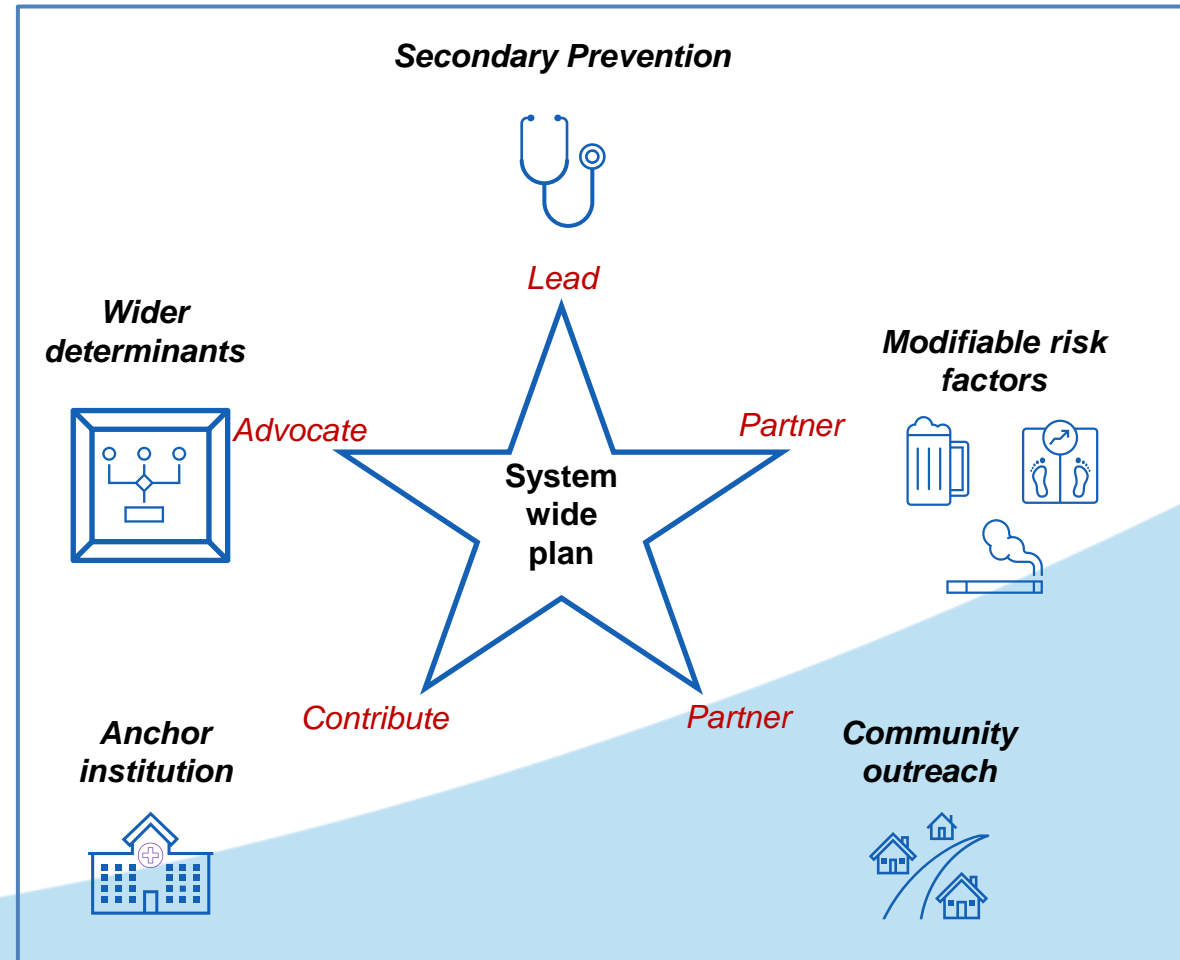 Secondary Prevention
Lead
Wider
determinants
Advocate
Modifiable risk
factors
Partner
System
wide
plan
Contribute
Partner
Anchor
institution
Community
outreach